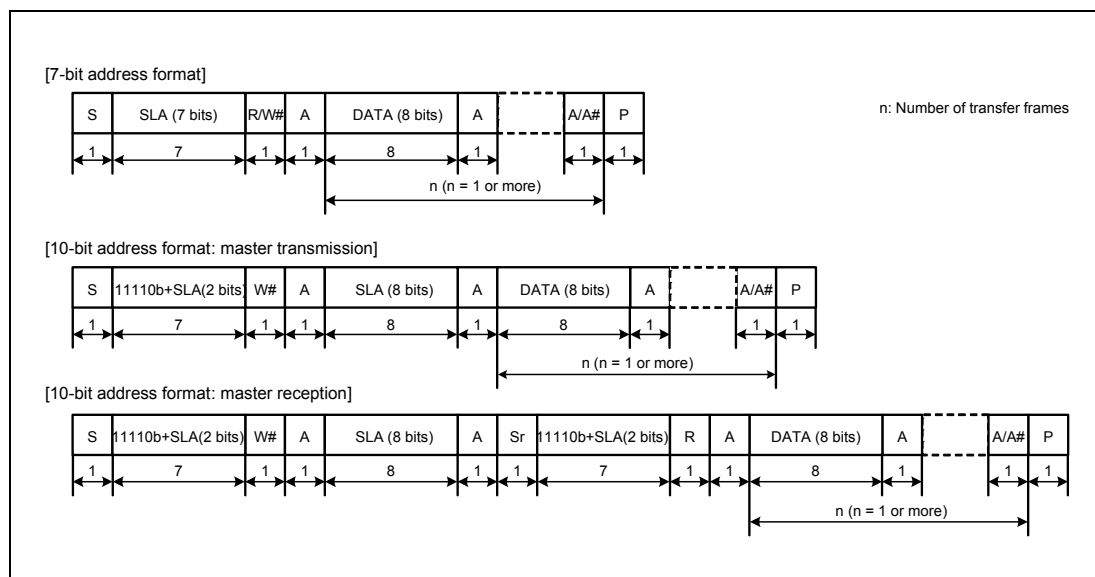 [7-bit address format]
S SLA (7 bits) R/W# A DATA (8 bits) A A/A# P
n: Number of transfer frames
1 7 1 1 8 1 1 1
n (n = 1 or more)
[10-bit address format: master transmission]
S 11110b+SLA(2 bits) W# A SLA (8 bits) A DATA (8 bits) A A/A# P
1 7 1 1 8 1 8 1 1 1
n (n = 1 or more)
[10-bit address format: master reception]
S 11110b+SLA(2 bits) W# A SLA (8 bits) A Sr 11110b+SLA(2 bits) R A DATA (8 bits) A A/A# P
1 7 1 1 8 1 1 7 1 1 8 1 1 1
n (n = 1 or more)